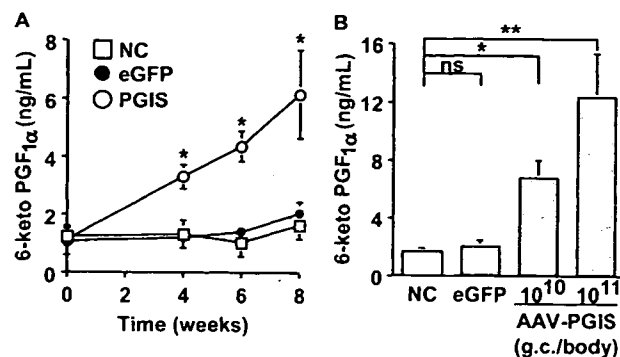 A
6-keto PGF1α (ng/mL)
8
6
4
2
0
NC
eGFP
PGIS
*
*
*
0 2 4 6 8
Time (weeks)
B
6-keto PGF1α (ng/mL)
16
12
8
4
0
**
*
ns
NC eGFP 10^10 10^11
AAV-PGIS
(g.c./body)